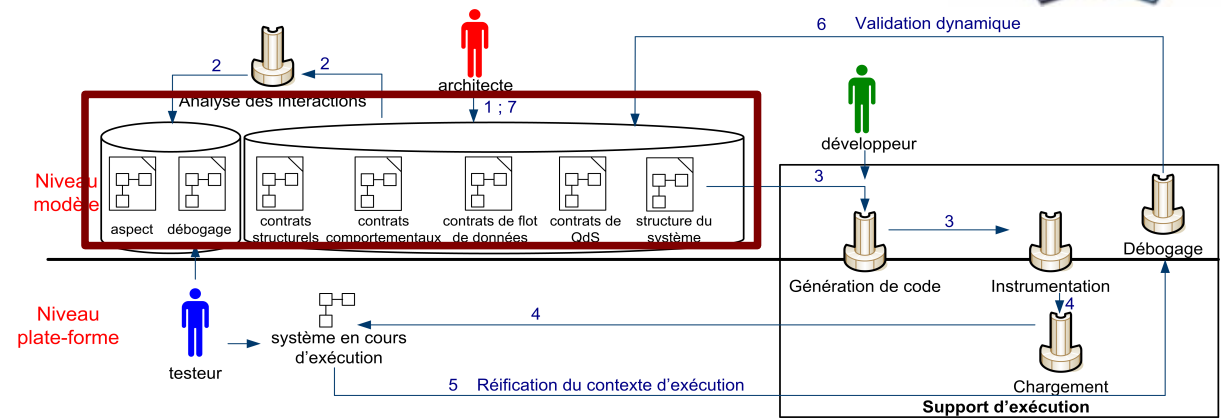 6 Validation dynamique
2
2
architecte
Analyse des interactions
1 ; 7
développeur
Niveau
modèle
aspect
débogage
contrats
structurels
contrats
comportementaux
contrats de flot
de données
contrats de
QdS
structure du
système
3
3
Débogage
Génération de code
Instrumentation
4
4
Niveau
plate-forme
testeur
système en cours
d'exécution
Chargement
5 Réification du contexte d'exécution
Support d'exécution